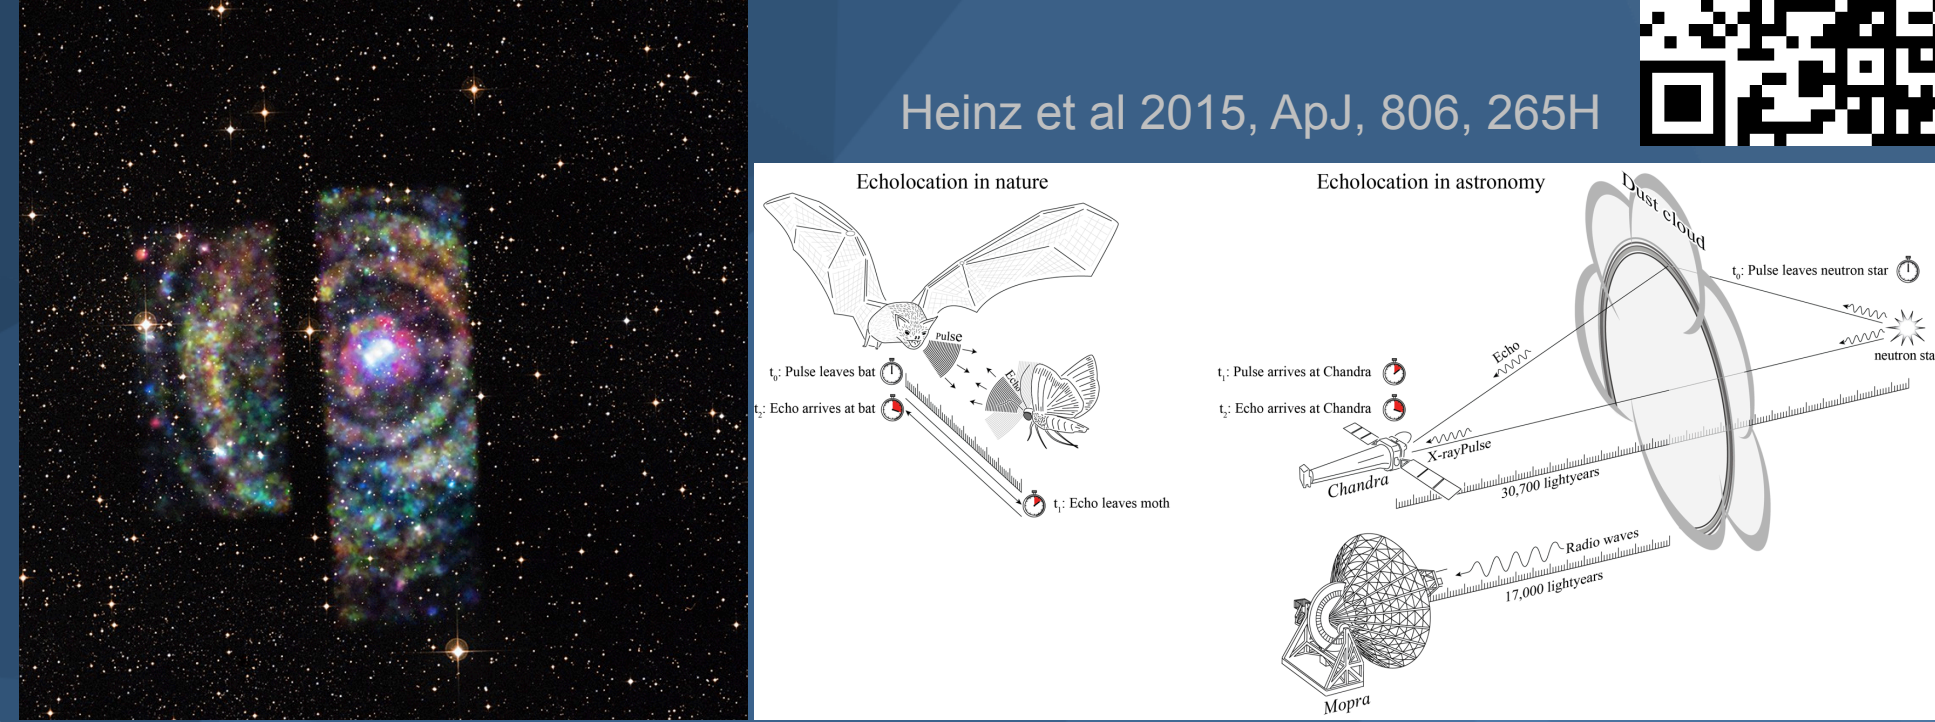 Heinz et al 2015, ApJ, 806, 265H
Echolocation in nature
Pulse
Echo
t₀: Pulse leaves bat
t₂: Echo arrives at bat
t₁: Echo leaves moth
Echolocation in astronomy
Dust cloud
t₀: Pulse leaves neutron star
neutron sta
Echo
t₁: Pulse arrives at Chandra
t₂: Echo arrives at Chandra
X-rayPulse
Chandra
30,700 lightyears
Radio waves
17,000 lightyears
Mopra